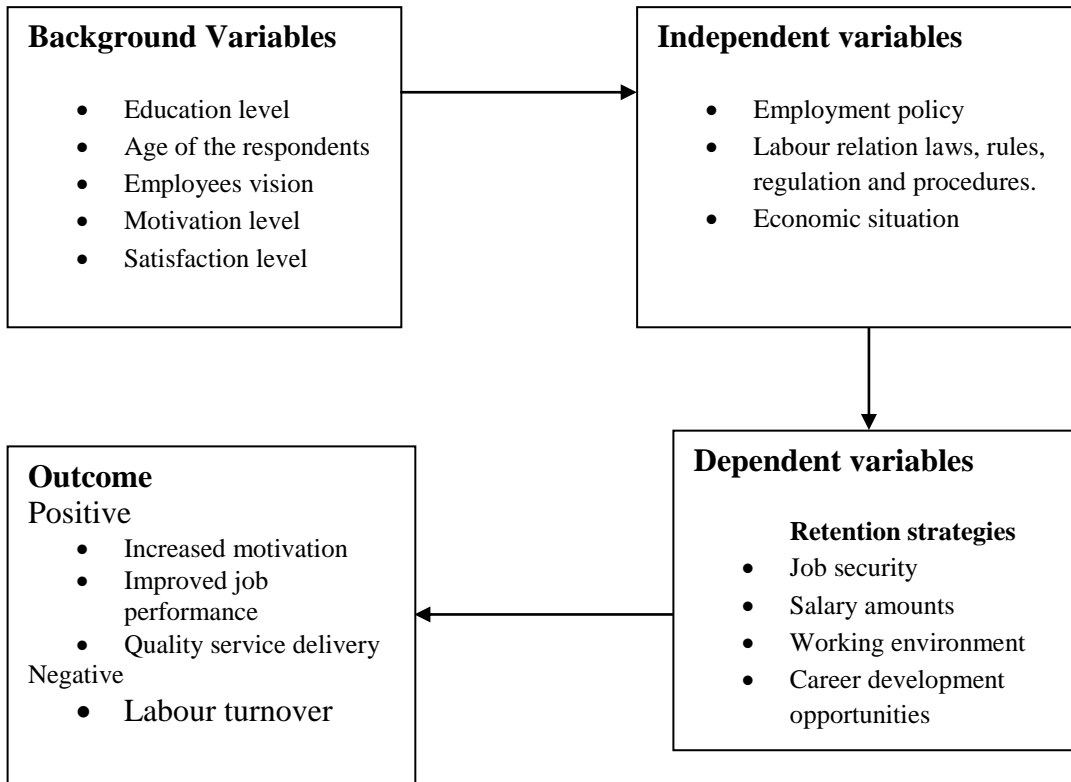 Background Variables
• Education level
• Age of the respondents
• Employees vision
• Motivation level
• Satisfaction level
Independent variables
• Employment policy
• Labour relation laws, rules,
regulation and procedures.
• Economic situation
Dependent variables
Retention strategies
• Job security
• Salary amounts
• Working environment
• Career development
opportunities
Outcome
Positive
• Increased motivation
• Improved job
performance
• Quality service delivery
Negative
• Labour turnover